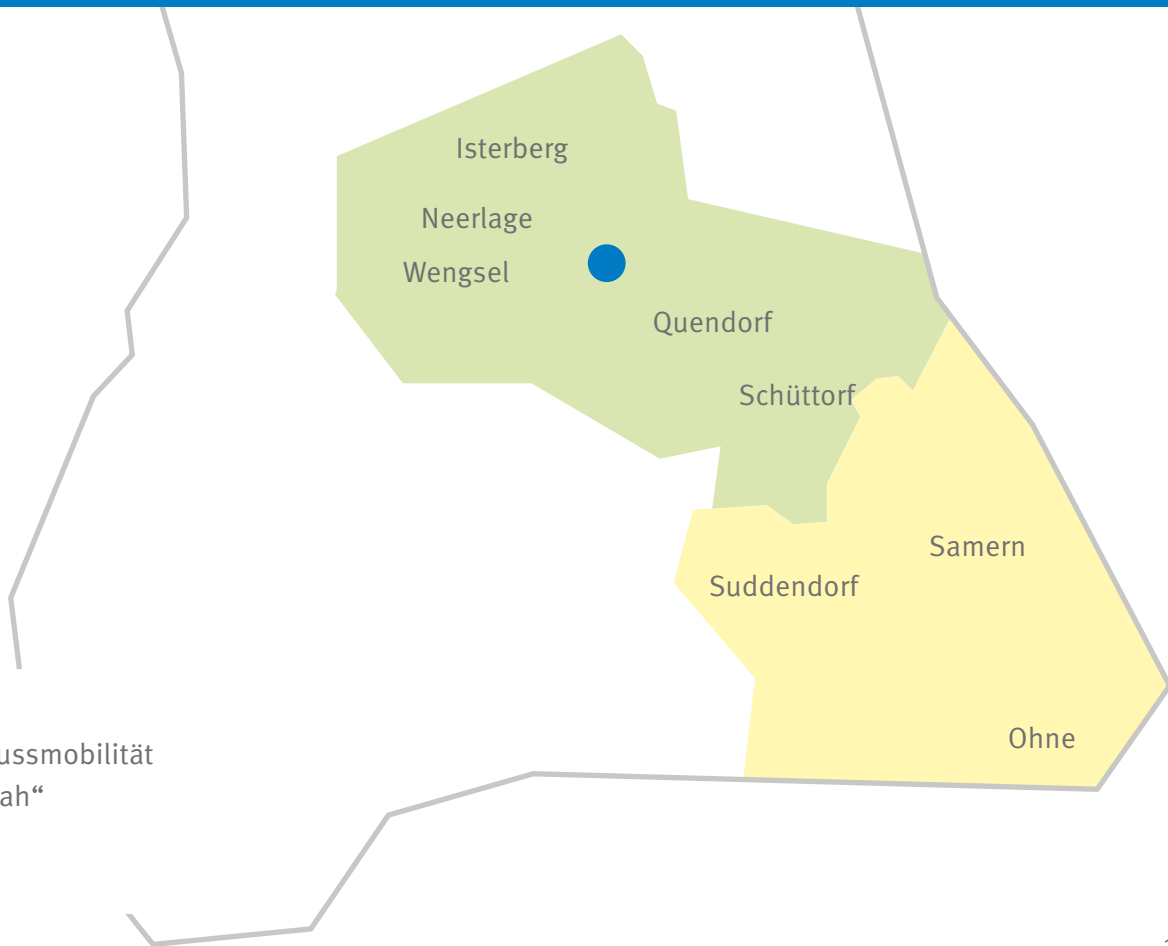 Isterberg
Neerlage
Wengsel
Quendorf
Schüttorf
Samern
Suddendorf
Ohne
ussmobilität
ah“